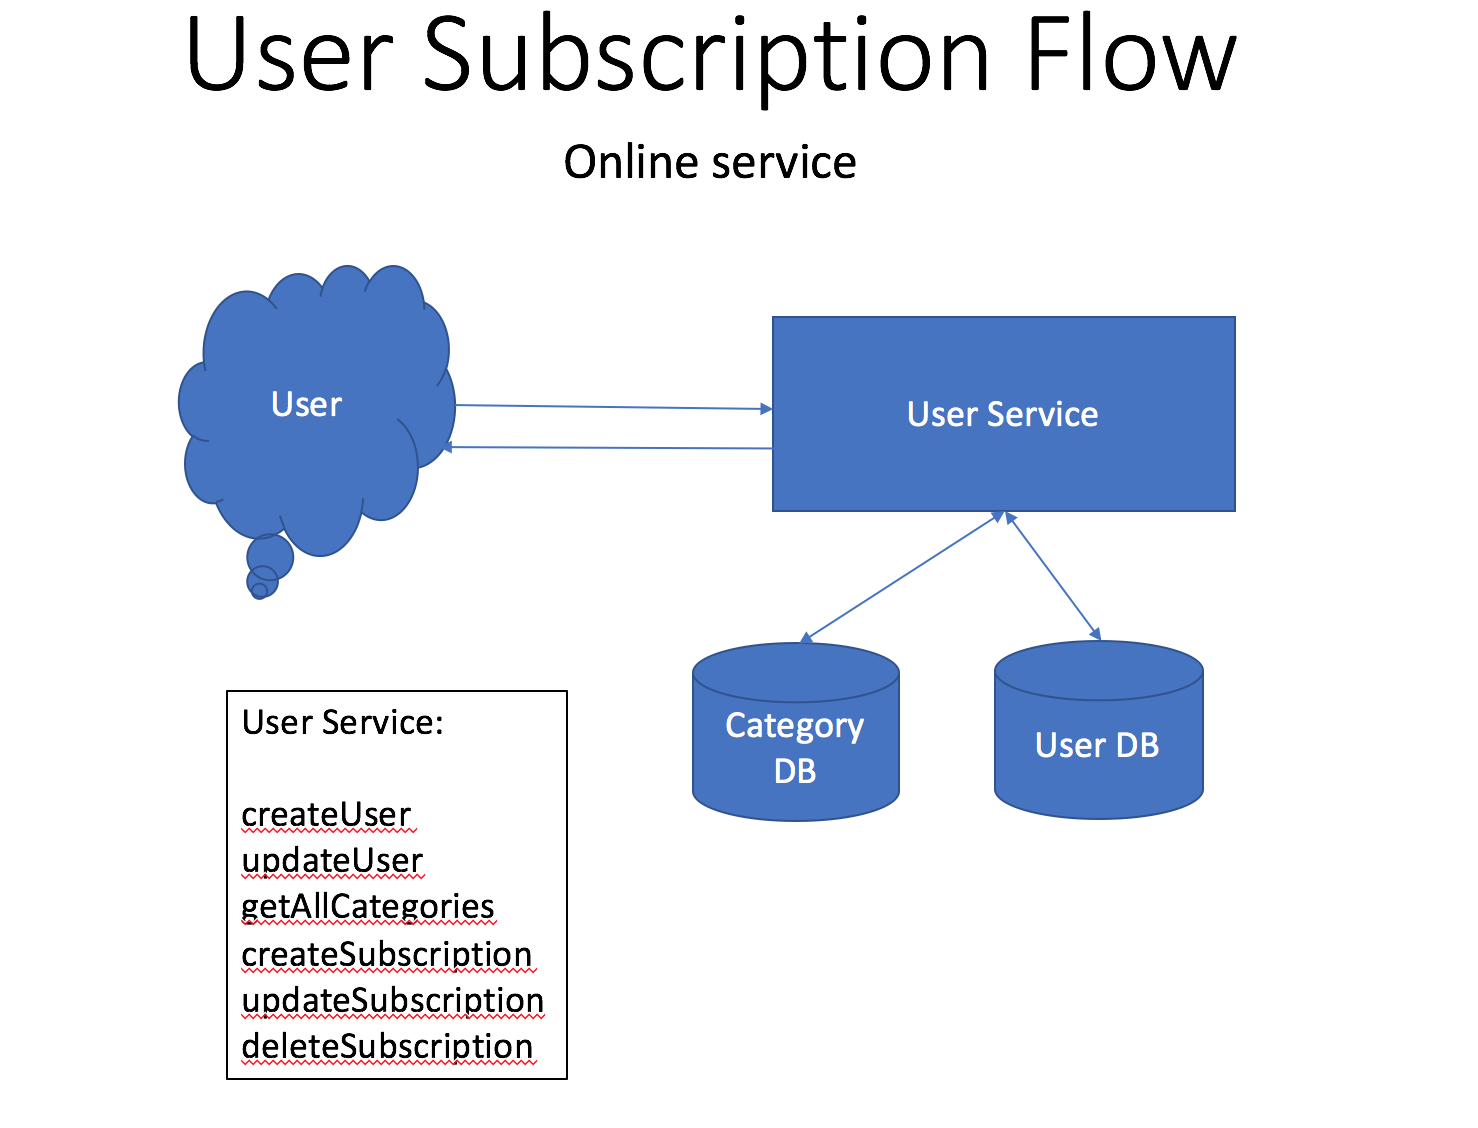 User Subscription Flow
Online service
User
User Service
Category
DB
User DB
User Service:
createUser
updateUser
getAllCategories
createSubscription
updateSubscription
deleteSubscription